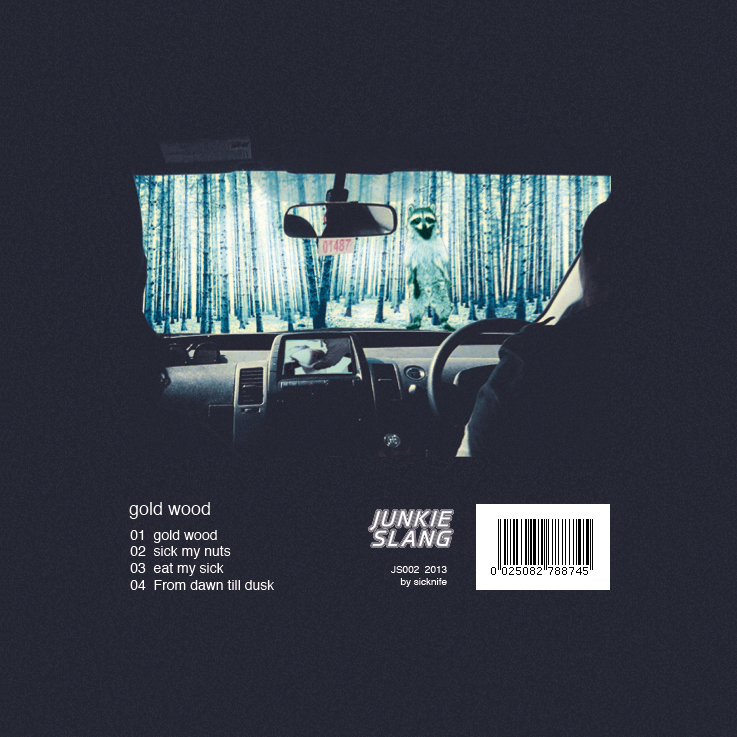 01487
gold wood
01 gold wood
02 sick my nuts
03 eat my sick
04 From dawn till dusk
JUNKIE
SLANG
JS002 2013
by sicknife
0 025082 788745